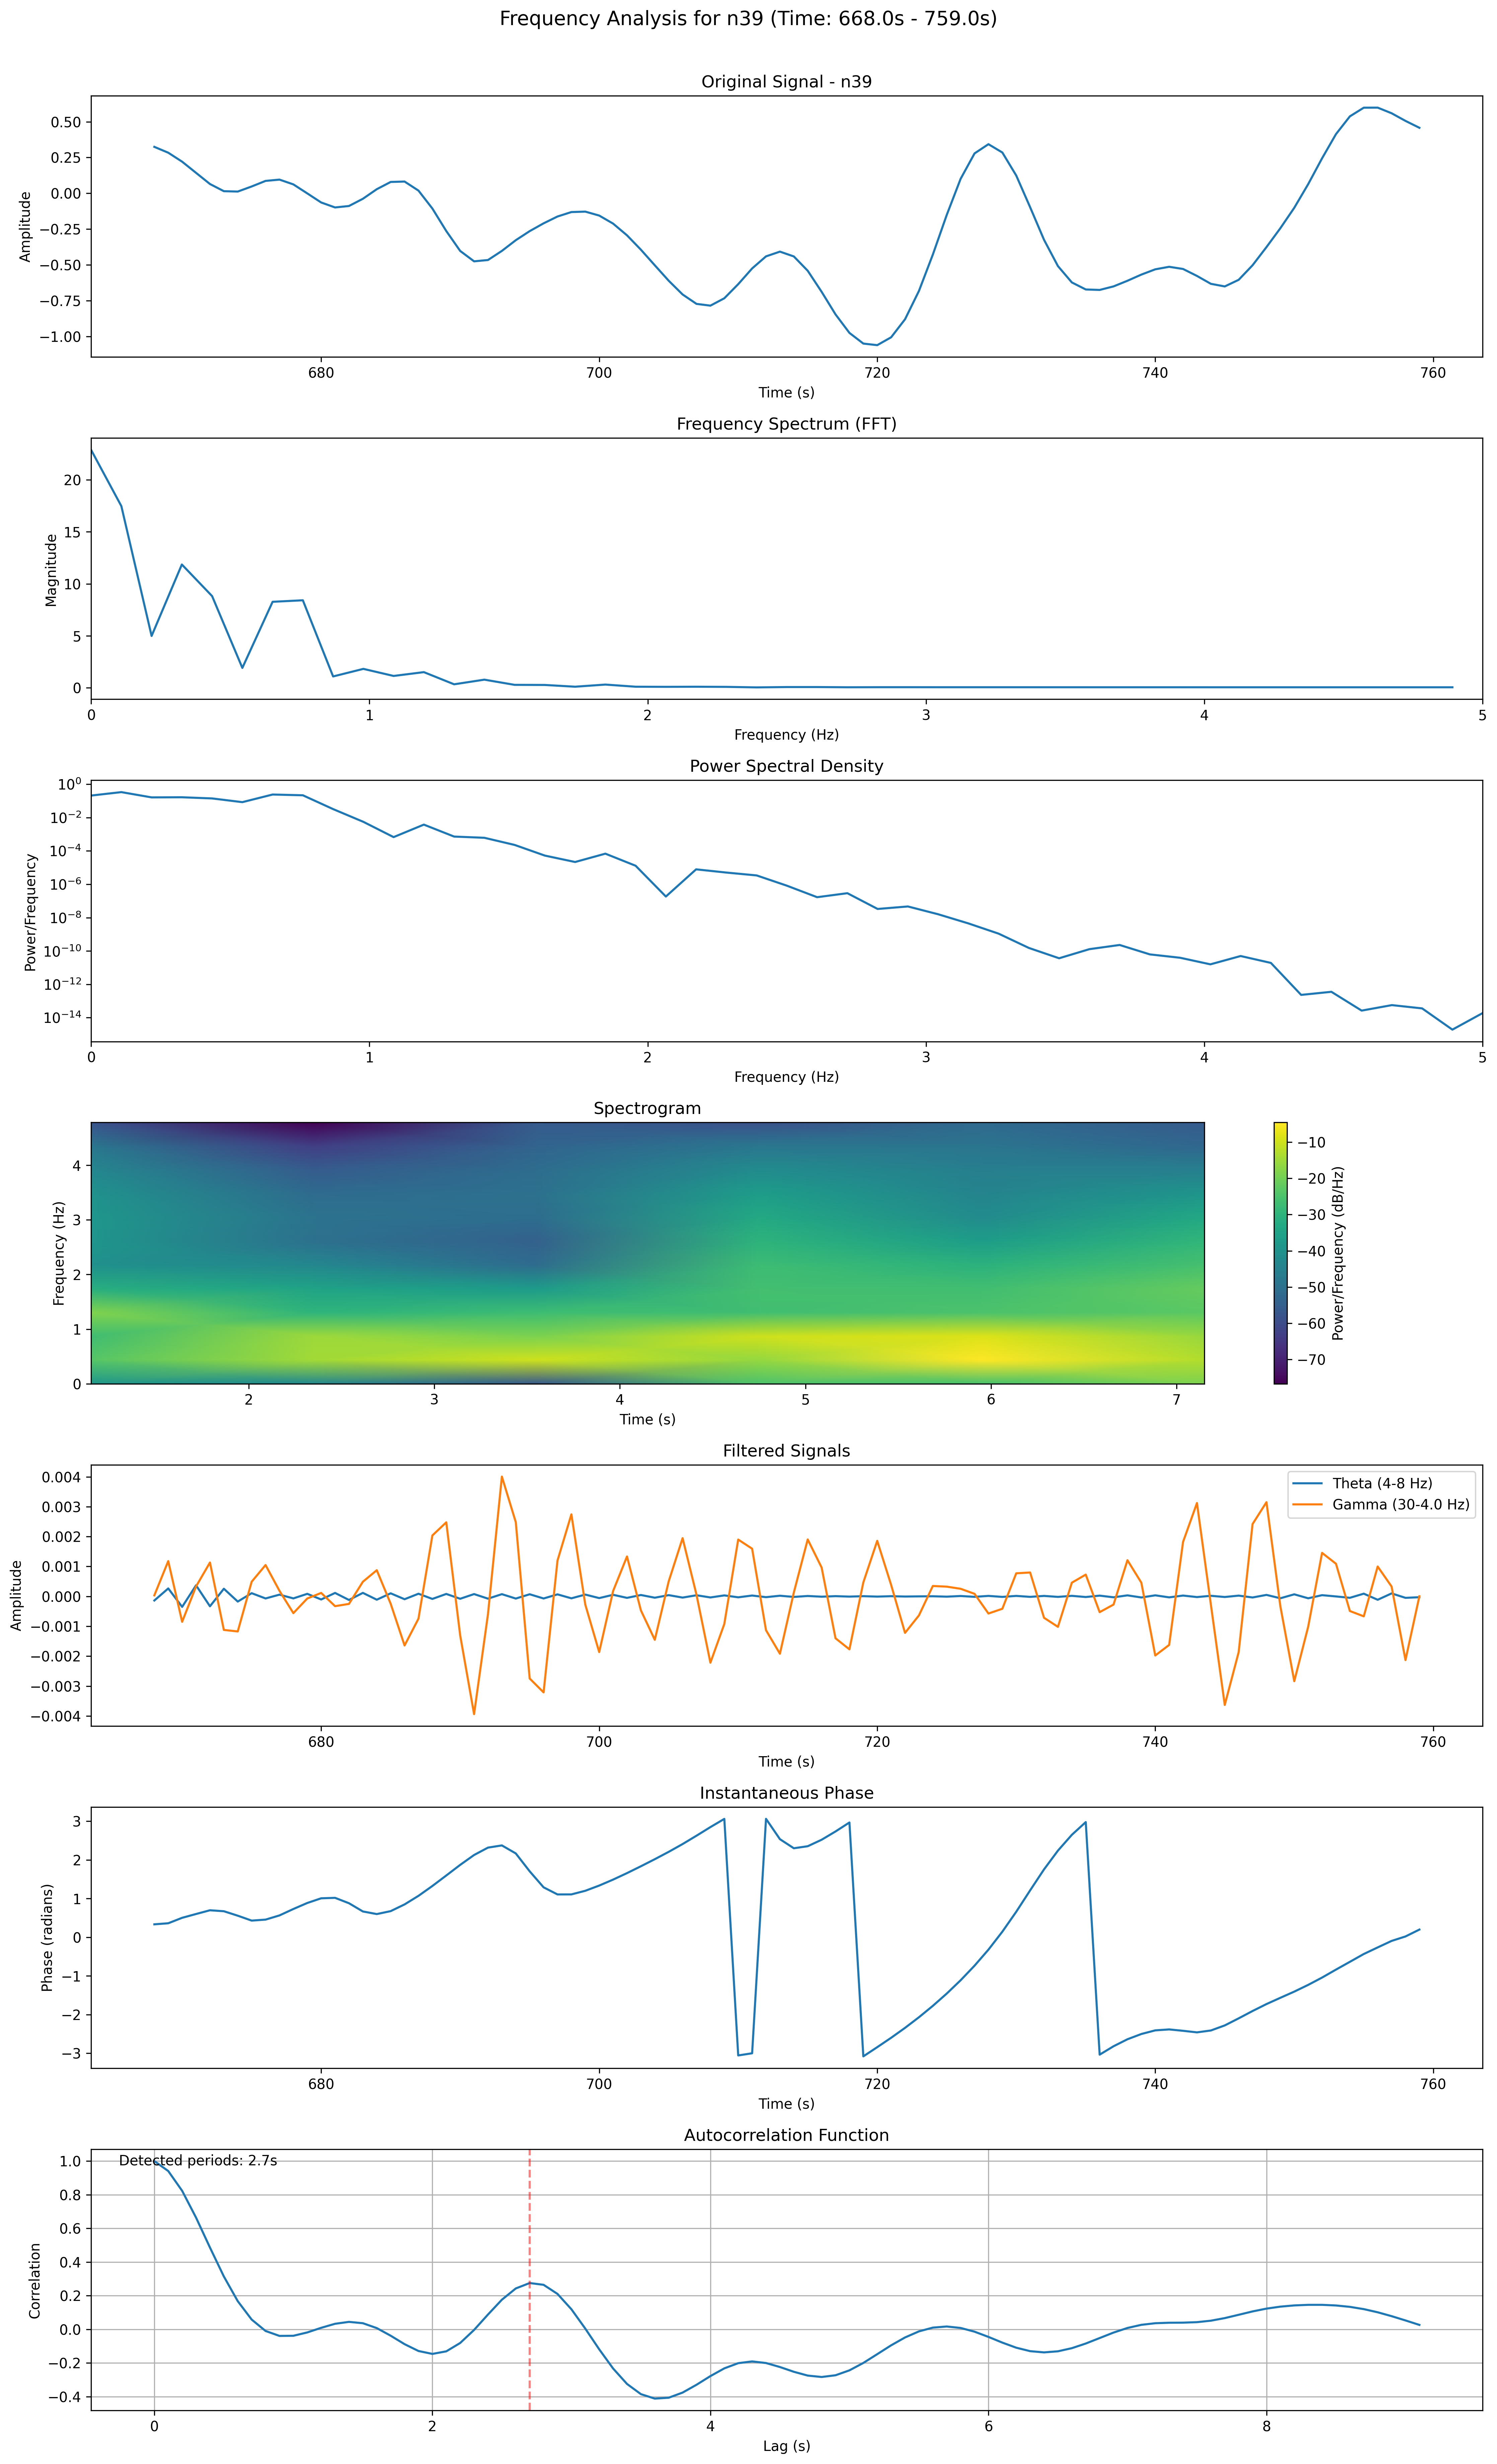 Frequency Analysis for n39 (Time: 668.0s - 759.0s)
Original Signal - n39
Amplitude
0.50
0.25
0.00
−0.25
−0.50
−0.75
−1.00
680 700 720 740 760
Time (s)
Frequency Spectrum (FFT)
Magnitude
20
15
10
5
0
0 1 2 3 4 5
Frequency (Hz)
Power Spectral Density
Power/Frequency
10⁰
10⁻²
10⁻⁴
10⁻⁶
10⁻⁸
10⁻¹⁰
10⁻¹²
10⁻¹⁴
0 1 2 3 4 5
Frequency (Hz)
Spectrogram
Frequency (Hz)
4
3
2
1
0
2 3 4 5 6 7
Time (s)
−10
−20
−30
−40
−50
−60
−70
Power/Frequency (dB/Hz)
Filtered Signals
Amplitude
0.004
0.003
0.002
0.001
0.000
−0.001
−0.002
−0.003
−0.004
Theta (4-8 Hz)
Gamma (30-4.0 Hz)
680 700 720 740 760
Time (s)
Instantaneous Phase
Phase (radians)
3
2
1
0
−1
−2
−3
680 700 720 740 760
Time (s)
Autocorrelation Function
Detected periods: 2.7s
Correlation
1.0
0.8
0.6
0.4
0.2
0.0
−0.2
−0.4
0 2 4 6 8
Lag (s)